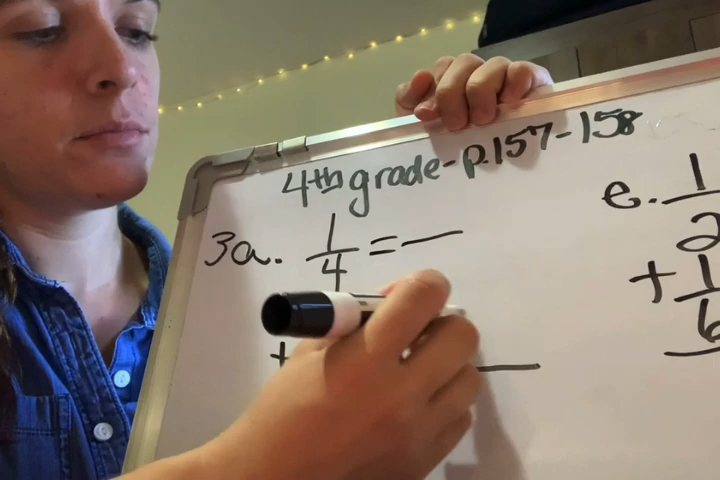 4th grade - p.157-158
3a. 1/4 = —
+
e. 1/2
+ 1/6